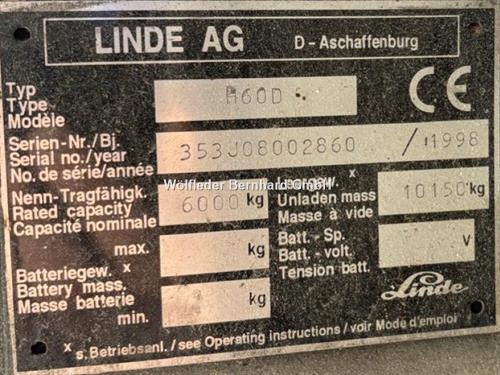 LINDE AG D - Aschaffenburg
Typ
Type H60D
Modèle
CE
Serien-Nr./Bj.
Serial no./year 353J08002860 / 1998
No. de série/année
Nenn-Tragfähigk. x
Rated capacity 6000 kg Unladen mass 10150 kg
Capacité nominale Masse à vide
Wölfleder Bernhard GmbH
max. kg Batt.- Sp.
Batteriegew. x Batt. - volt. V
Battery mass. Tension batt.
Masse batterie kg
min.
Linde
x s. Betriebsanl. / see Operating instructions / voir Mode d'emploi